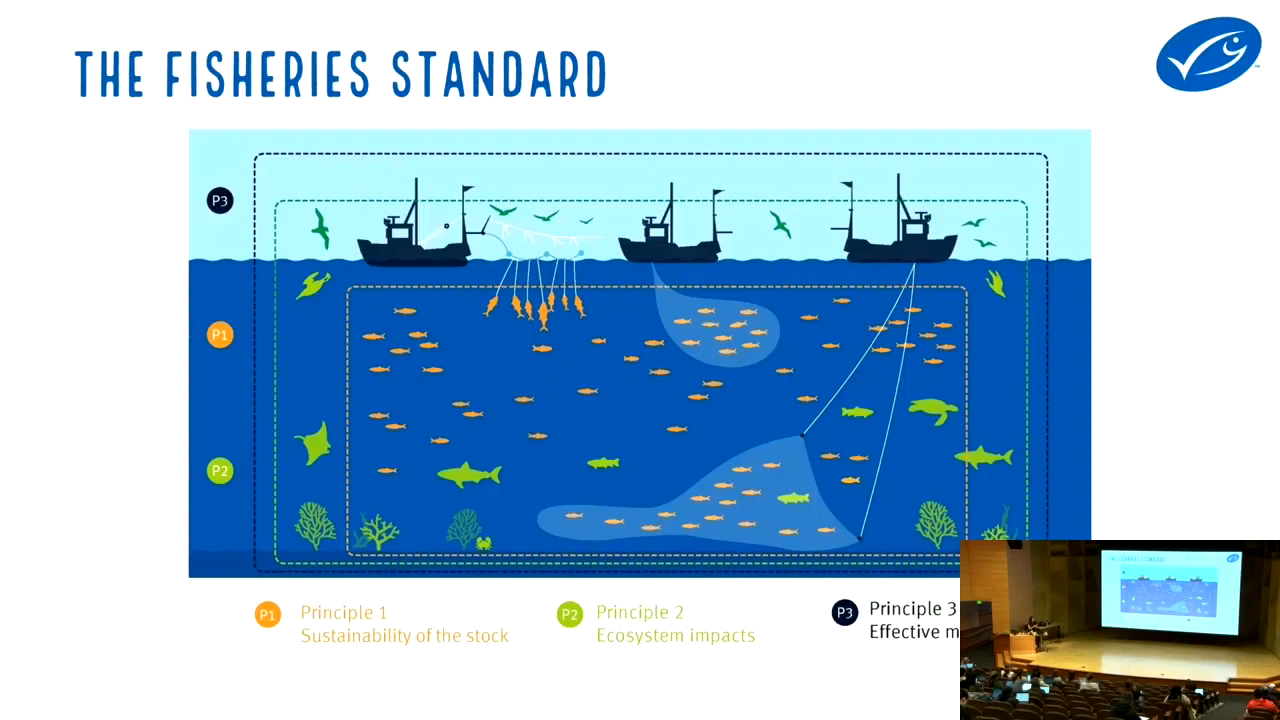 THE FISHERIES STANDARD
P3
P1
P2
P1 Principle 1
Sustainability of the stock
P2 Principle 2
Ecosystem impacts
P3 Principle 3
Effective m